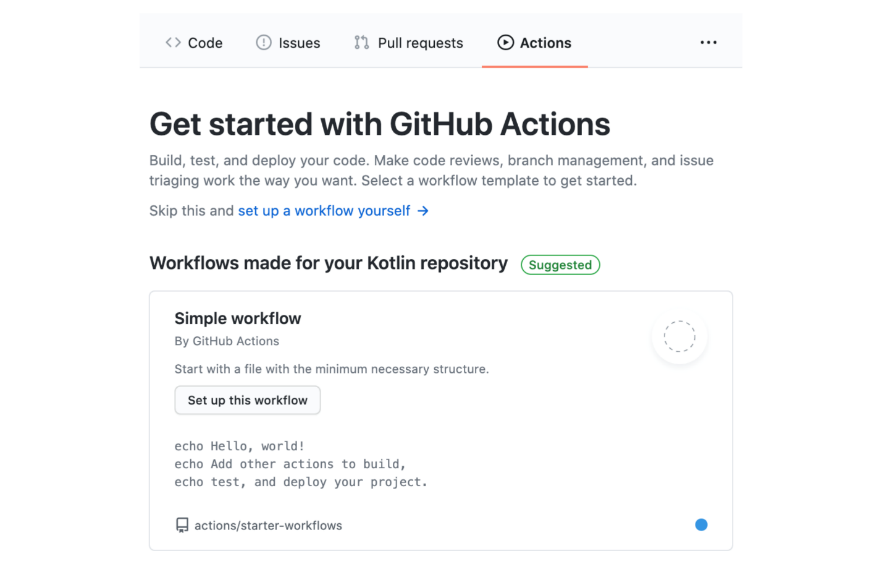 Code Issues Pull requests Actions
Get started with GitHub Actions
Build, test, and deploy your code. Make code reviews, branch management, and issue
triaging work the way you want. Select a workflow template to get started.
Skip this and set up a workflow yourself →
Workflows made for your Kotlin repository Suggested
Simple workflow
By GitHub Actions
Start with a file with the minimum necessary structure.
Set up this workflow
echo Hello, world!
echo Add other actions to build,
echo test, and deploy your project.
actions/starter-workflows